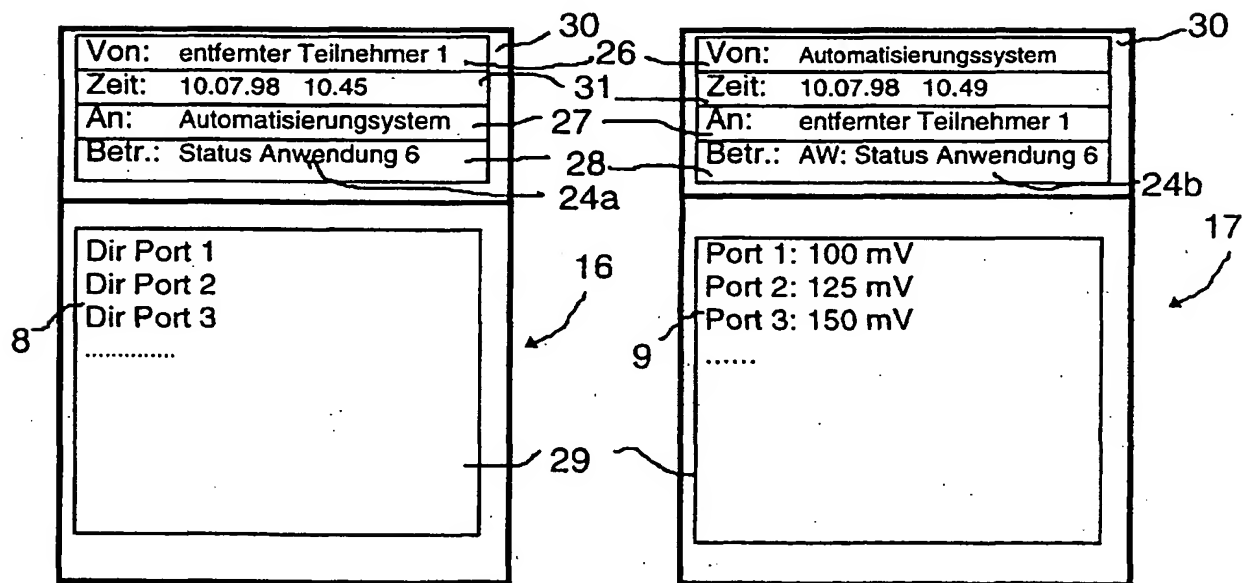 30
Von: entfernter Teilnehmer 1
Zeit: 10.07.98 10.45
An: Automatisierungsystem
Betr.: Status Anwendung 6
24a
Dir Port 1
Dir Port 2
Dir Port 3
..............
8
16
26
31
27
28
29
30
Von: Automatisierungssystem
Zeit: 10.07.98 10.49
An: entfernter Teilnehmer 1
Betr.: AW: Status Anwendung 6
24b
Port 1: 100 mV
Port 2: 125 mV
Port 3: 150 mV
......
9
17